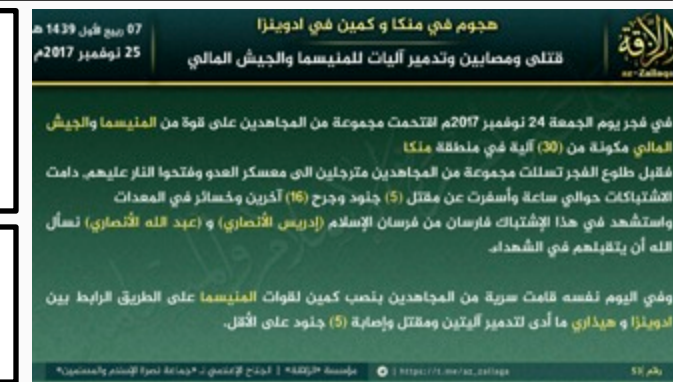 07 ربيع الأول 1439 هـ
25 نوفمبر 2017م
هجوم في منكا و كمين في ادوينزا
قتلى ومصابين وتدمير آليات للمنيسما والجيش المالي
الزلاقة
az-Zallaqa
في فجر يوم الجمعة 24 نوفمبر 2017م اقتحمت مجموعة من المجاهدين على قوة من المنيسما والجيش
المالي مكونة من (30) آلية في منطقة منكا
فقبل طلوع الفجر تسللت مجموعة من المجاهدين مترجلين الى معسكر العدو وفتحوا النار عليهم. دامت
الاشتباكات حوالي ساعة وأسفرت عن مقتل (5) جنود وجرح (16) آخرين وخسائر في المعدات
واستشهد في هذا الإشتباك فارسان من فرسان الإسلام (إدريس الأنصاري) و (عبد الله الأنصاري) نسأل
الله أن يتقبلهم في الشهداء.
وفي اليوم نفسه قامت سرية من المجاهدين بنصب كمين لقوات المنيسما على الطريق الرابط بين
ادوينزا و هيذاري ما أدى لتدمير آليتين ومقتل وإصابة (5) جنود على الأقل.
مؤسسة «الزلاقة» | الجناح الإعلامي لـ «جماعة نصرة الإسلام والمسلمين»
https://t.me/az_zallaqa
رقم 53